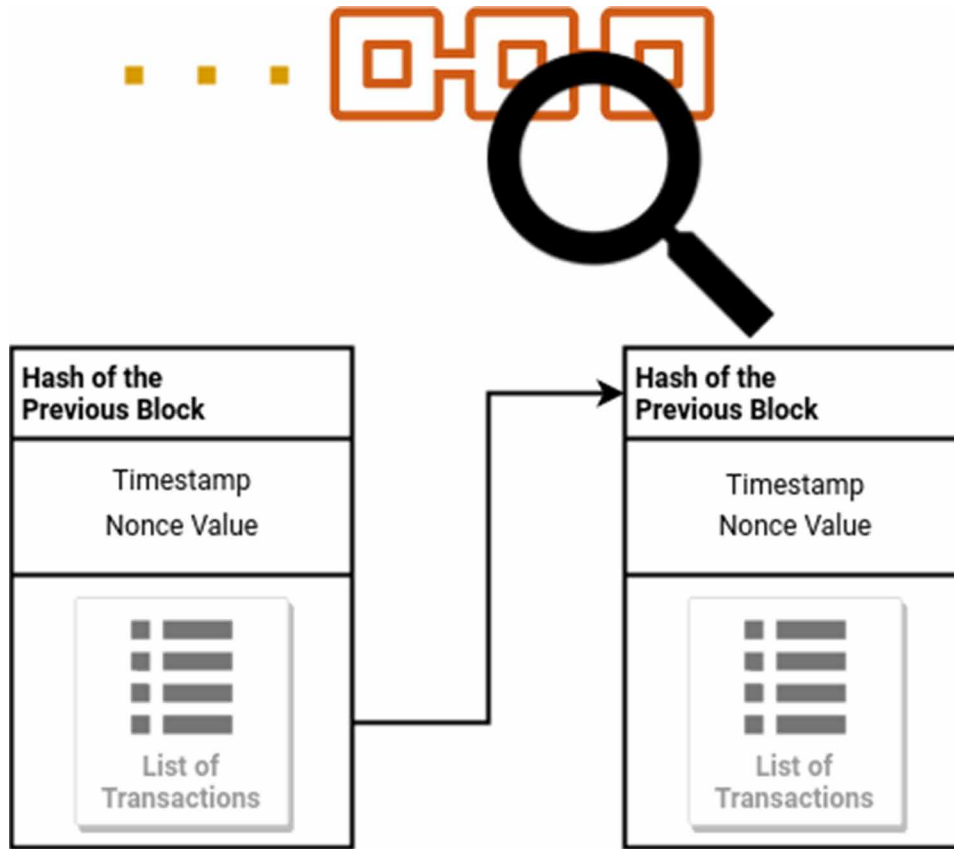 Hash of the
Previous Block
Timestamp
Nonce Value
List of
Transactions
Hash of the
Previous Block
Timestamp
Nonce Value
List of
Transactions